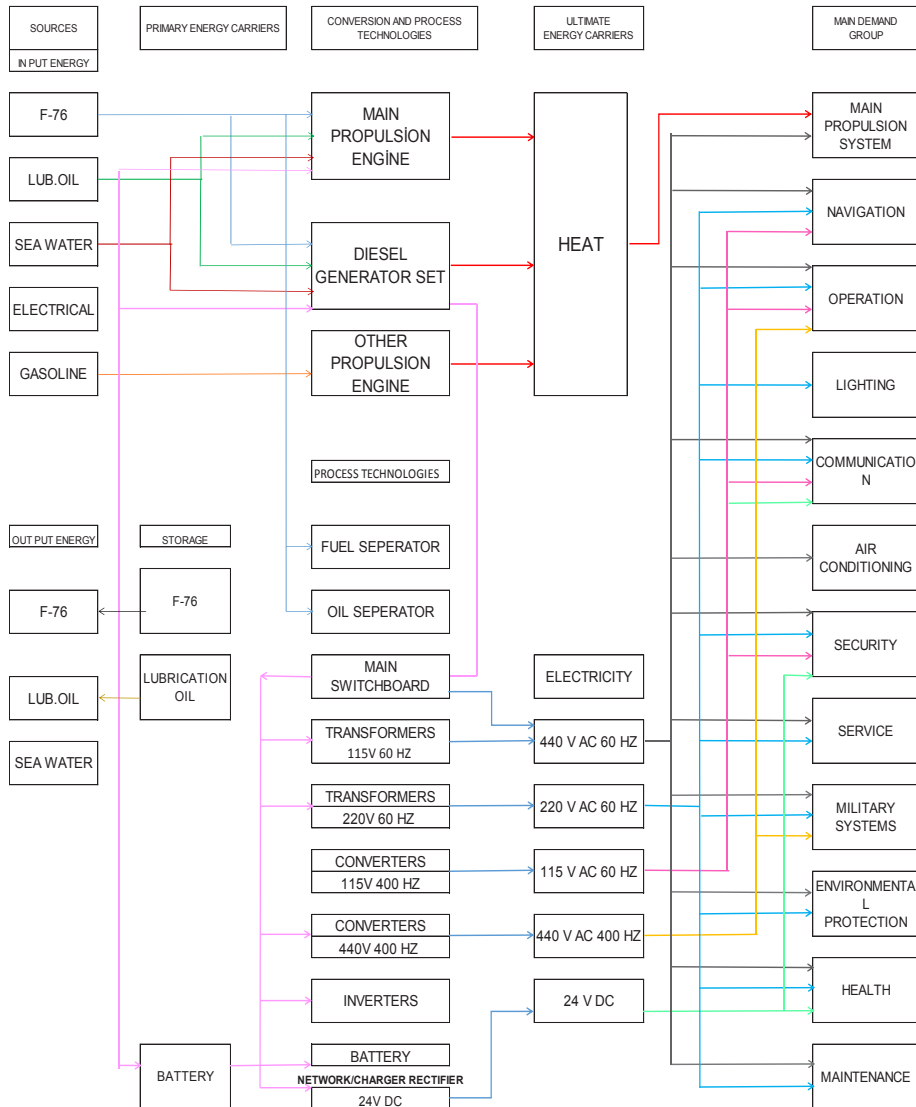 SOURCES
PRIMARY ENERGY CARRIERS
CONVERSION AND PROCESS
TECHNOLOGIES
ULTIMATE
ENERGY CARRIERS
MAIN DEMAND
GROUP
IN PUT ENERGY
F-76
LUB.OIL
SEA WATER
ELECTRICAL
GASOLINE
MAIN
PROPULSİON
ENGİNE
DIESEL
GENERATOR SET
OTHER
PROPULSION
ENGINE
HEAT
MAIN
PROPULSION
SYSTEM
NAVIGATION
OPERATION
LIGHTING
COMMUNICATIO
N
AIR
CONDITIONING
SECURITY
SERVICE
MILITARY
SYSTEMS
ENVIRONMENTA
L
PROTECTION
HEALTH
MAINTENANCE
PROCESS TECHNOLOGIES
FUEL SEPERATOR
OIL SEPERATOR
OUT PUT ENERGY
STORAGE
F-76
F-76
LUB.OIL
LUBRICATION
OIL
SEA WATER
MAIN
SWITCHBOARD
TRANSFORMERS
115V 60 HZ
TRANSFORMERS
220V 60 HZ
CONVERTERS
115V 400 HZ
CONVERTERS
440V 400 HZ
INVERTERS
BATTERY
BATTERY
NETWORK/CHARGER RECTIFIER
24V DC
ELECTRICITY
440 V AC 60 HZ
220 V AC 60 HZ
115 V AC 60 HZ
440 V AC 400 HZ
24 V DC